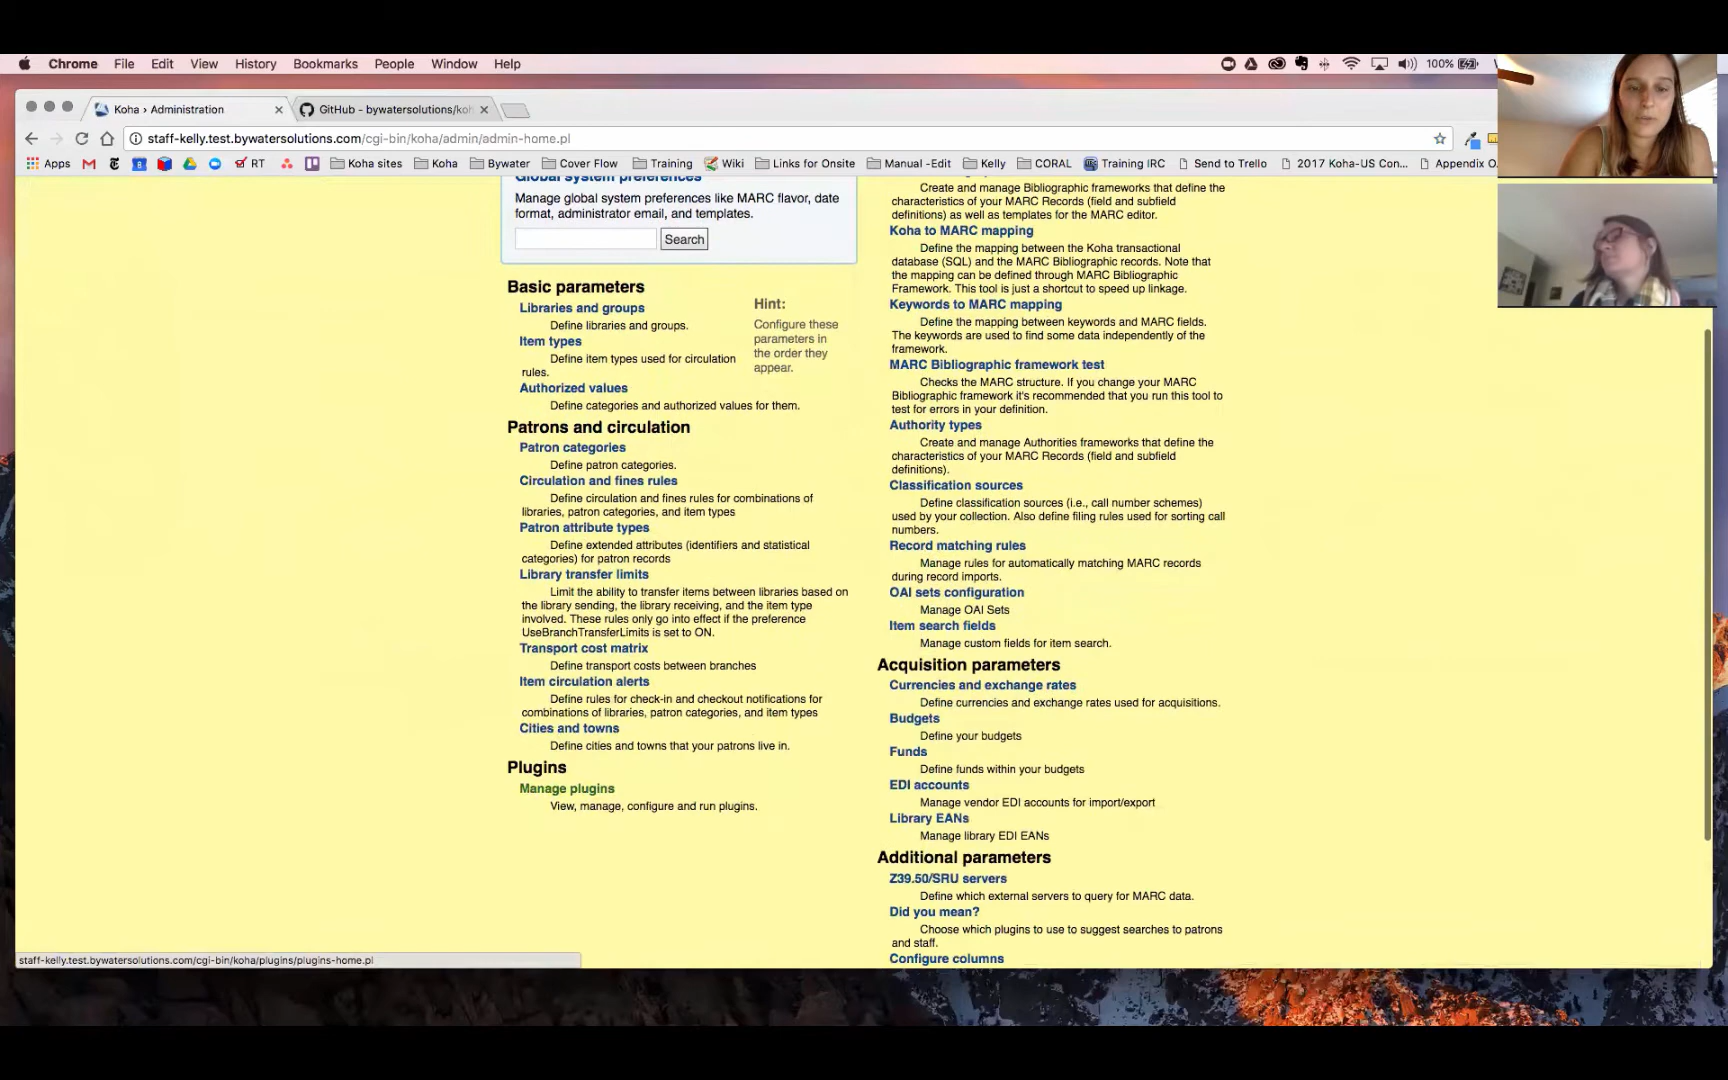 Chrome File Edit View History Bookmarks People Window Help
100%
Koha › Administration
GitHub - bywatersolutions/koh
staff-kelly.test.bywatersolutions.com/cgi-bin/koha/admin/admin-home.pl
Apps
RT
Koha sites
Koha
Bywater
Cover Flow
Training
Wiki
Links for Onsite
Manual -Edit
Kelly
CORAL
Training IRC
Send to Trello
2017 Koha-US Con...
Appendix O.
Global system preferences
Manage global system preferences like MARC flavor, date
format, administrator email, and templates.
Search
Basic parameters
Libraries and groups
Define libraries and groups.
Item types
Define item types used for circulation
rules.
Authorized values
Define categories and authorized values for them.
Hint:
Configure these
parameters in
the order they
appear.
Patrons and circulation
Patron categories
Define patron categories.
Circulation and fines rules
Define circulation and fines rules for combinations of
libraries, patron categories, and item types
Patron attribute types
Define extended attributes (identifiers and statistical
categories) for patron records
Library transfer limits
Limit the ability to transfer items between libraries based on
the library sending, the library receiving, and the item type
involved. These rules only go into effect if the preference
UseBranchTransferLimits is set to ON.
Transport cost matrix
Define transport costs between branches
Item circulation alerts
Define rules for check-in and checkout notifications for
combinations of libraries, patron categories, and item types
Cities and towns
Define cities and towns that your patrons live in.
Plugins
Manage plugins
View, manage, configure and run plugins.
Create and manage Bibliographic frameworks that define the
characteristics of your MARC Records (field and subfield
definitions) as well as templates for the MARC editor.
Koha to MARC mapping
Define the mapping between the Koha transactional
database (SQL) and the MARC Bibliographic records. Note that
the mapping can be defined through MARC Bibliographic
Framework. This tool is just a shortcut to speed up linkage.
Keywords to MARC mapping
Define the mapping between keywords and MARC fields.
The keywords are used to find some data independently of the
framework.
MARC Bibliographic framework test
Checks the MARC structure. If you change your MARC
Bibliographic framework it's recommended that you run this tool to
test for errors in your definition.
Authority types
Create and manage Authorities frameworks that define the
characteristics of your MARC Records (field and subfield
definitions).
Classification sources
Define classification sources (i.e., call number schemes)
used by your collection. Also define filing rules used for sorting call
numbers.
Record matching rules
Manage rules for automatically matching MARC records
during record imports.
OAI sets configuration
Manage OAI Sets
Item search fields
Manage custom fields for item search.
Acquisition parameters
Currencies and exchange rates
Define currencies and exchange rates used for acquisitions.
Budgets
Define your budgets
Funds
Define funds within your budgets
EDI accounts
Manage vendor EDI accounts for import/export
Library EANs
Manage library EDI EANs
Additional parameters
Z39.50/SRU servers
Define which external servers to query for MARC data.
Did you mean?
Choose which plugins to use to suggest searches to patrons
and staff.
Configure columns
staff-kelly.test.bywatersolutions.com/cgi-bin/koha/plugins/plugins-home.pl